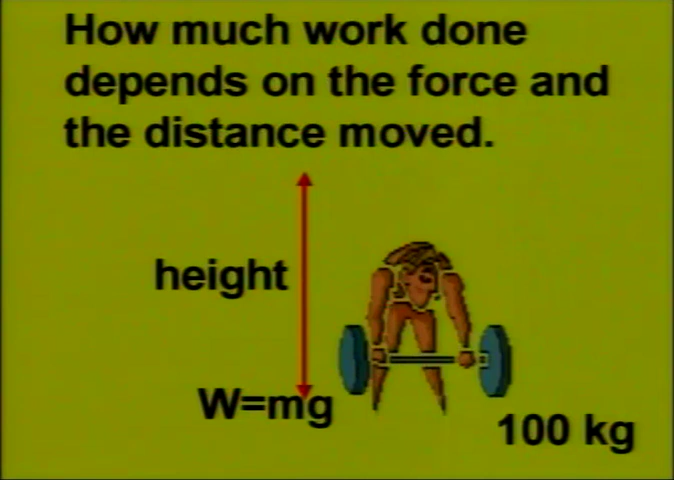 How much work done
depends on the force and
the distance moved.
height
W=mg
100 kg